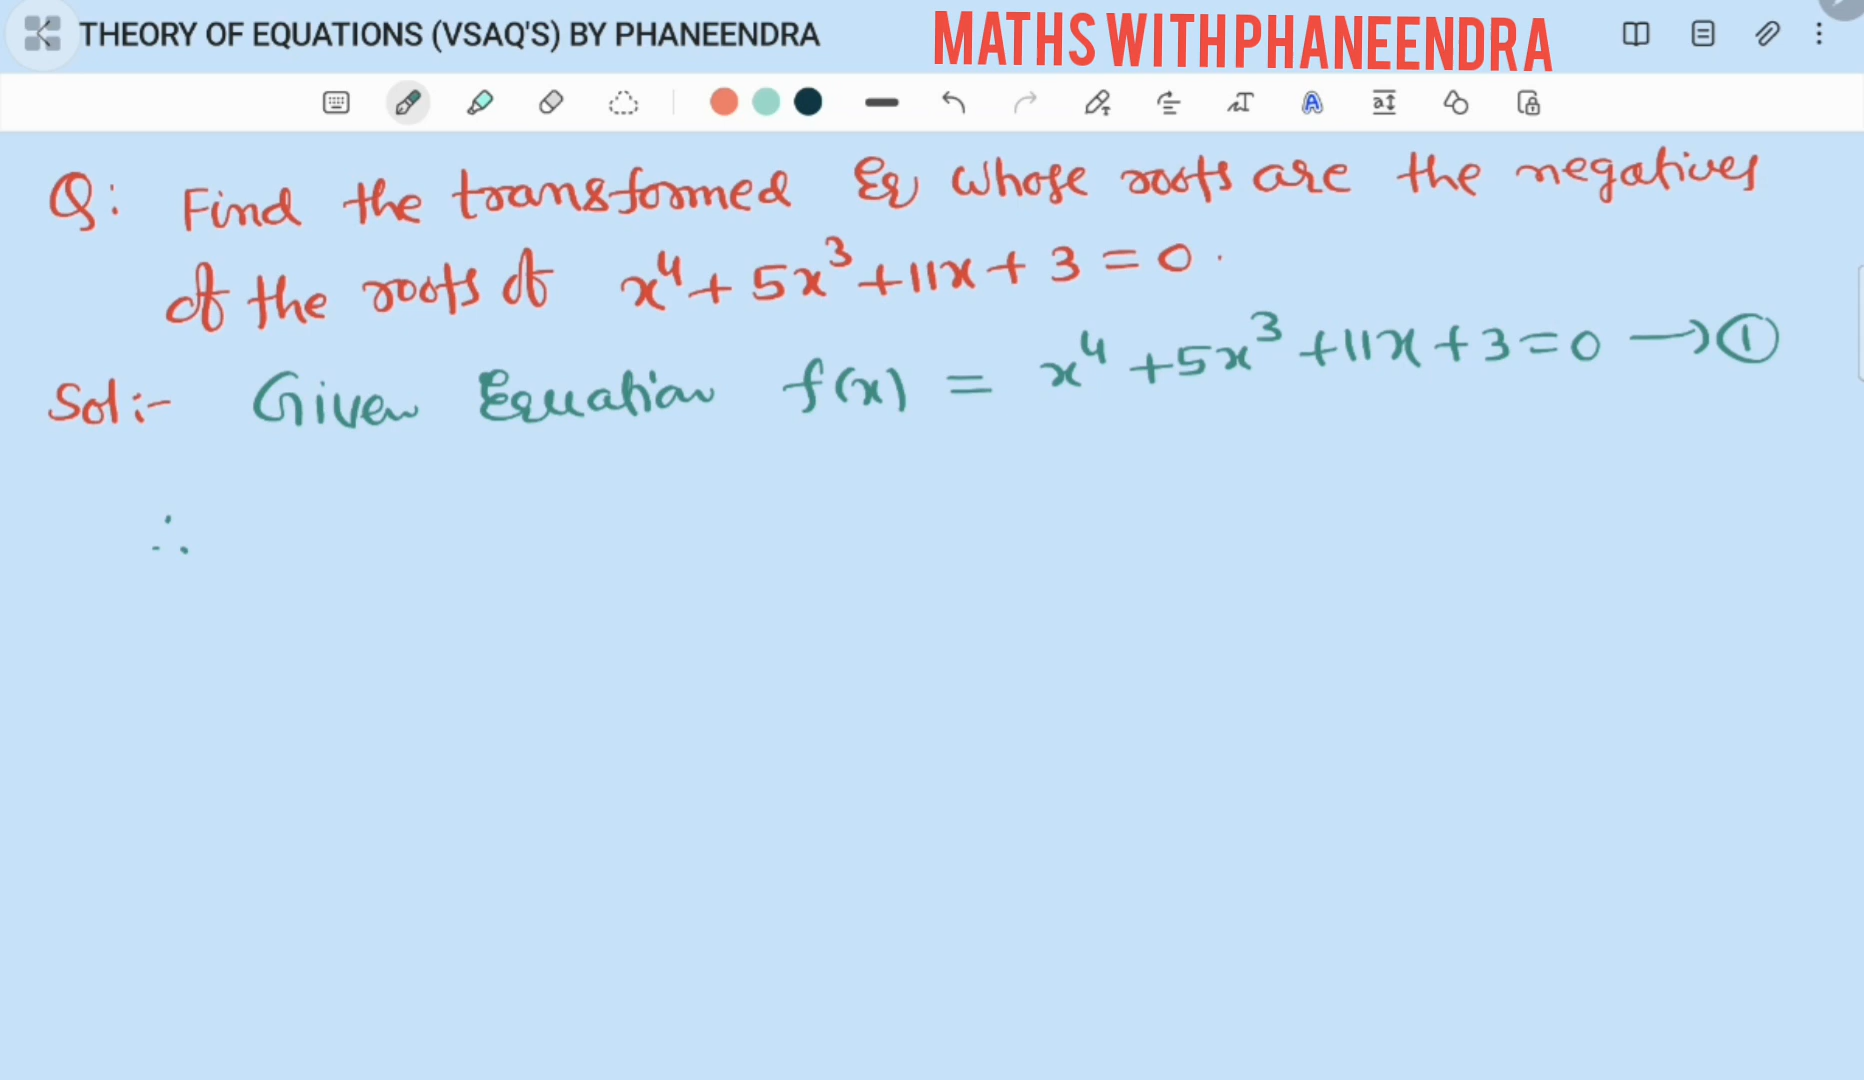 THEORY OF EQUATIONS (VSAQ'S) BY PHANEENDRA
MATHS WITH PHANEENDRA
Q: Find the transformed Eq whose roots are the negatives
of the roots of x⁴ + 5x³ + 11x + 3 = 0.
Sol:- Given Equation f(x) = x⁴ + 5x³ + 11x + 3 = 0 → ①
∴